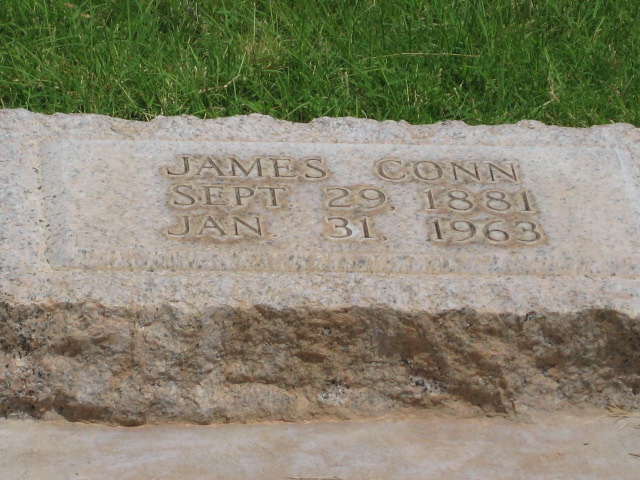 JAMES CONN
SEPT 29. 1881
JAN. 31. 1963